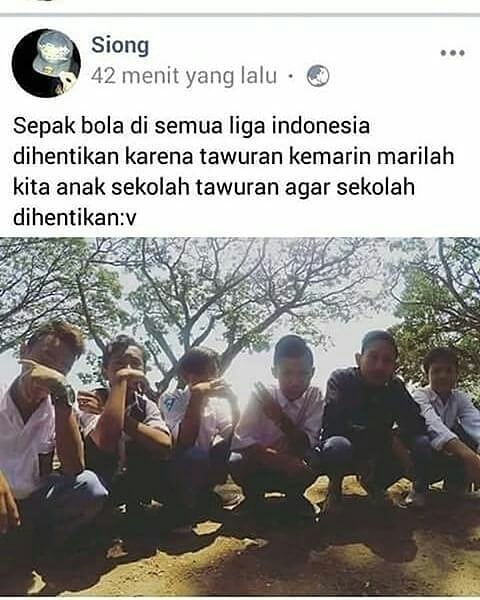 Siong
42 menit yang lalu ·
Sepak bola di semua liga indonesia
dihentikan karena tawuran kemarin marilah
kita anak sekolah tawuran agar sekolah
dihentikan:v